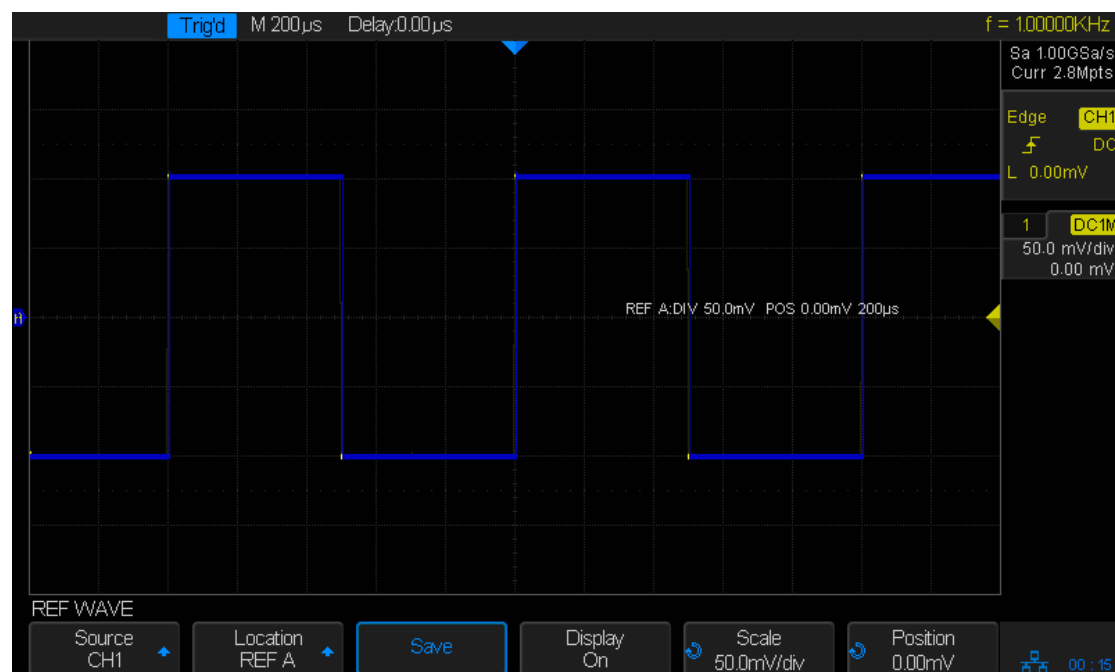 Trig'd M 200µs Delay:0.00µs f = 1.00000KHz
Sa 1.00GSa/s
Curr 2.8Mpts
Edge CH1
DC
L 0.00mV
1 DC1M
50.0 mV/div
0.00 mV
REF A:DIV 50.0mV POS 0.00mV 200µs
REF WAVE
Source
CH1
Location
REF A
Save
Display
On
Scale
50.0mV/div
Position
0.00mV
00:15